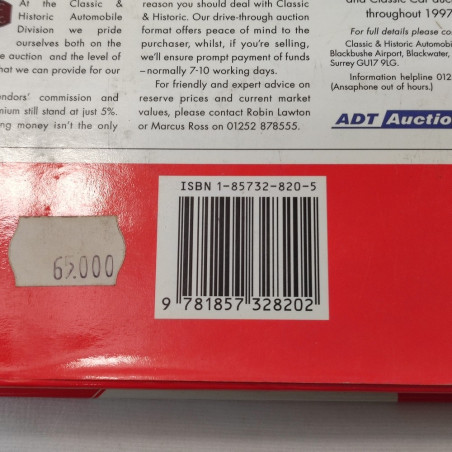 At the Classic &
Historic Automobile
Division we pride
ourselves both on the
auction and the level of
that we can provide for our
vendors' commission and
still stand at just 5%.
money isn't the only
reason you should deal with Classic
& Historic. Our drive-through auction
format offers peace of mind to the
purchaser, whilst, if you're selling,
we'll ensure prompt payment of funds
– normally 7-10 working days.
For friendly and expert advice on
reserve prices and current market
values, please contact Robin Lawton
or Marcus Ross on 01252 878555.
throughout 1997
For full details please con
Classic & Historic Automobi
Blackbushe Airport, Blackwater,
Surrey GU17 9LG.
Information helpline 012
(Ansaphone out of hours.)
ADT Auctio
65.000
ISBN 1-85732-820-5
9 781857 328202